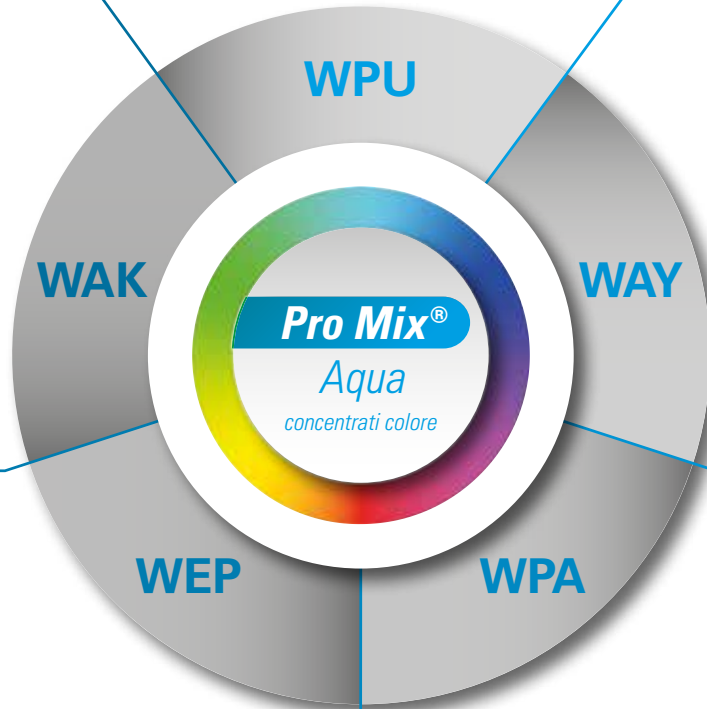 WPU
WAK
WAY
Pro Mix®
Aqua
concentrati colore
WEP
WPA